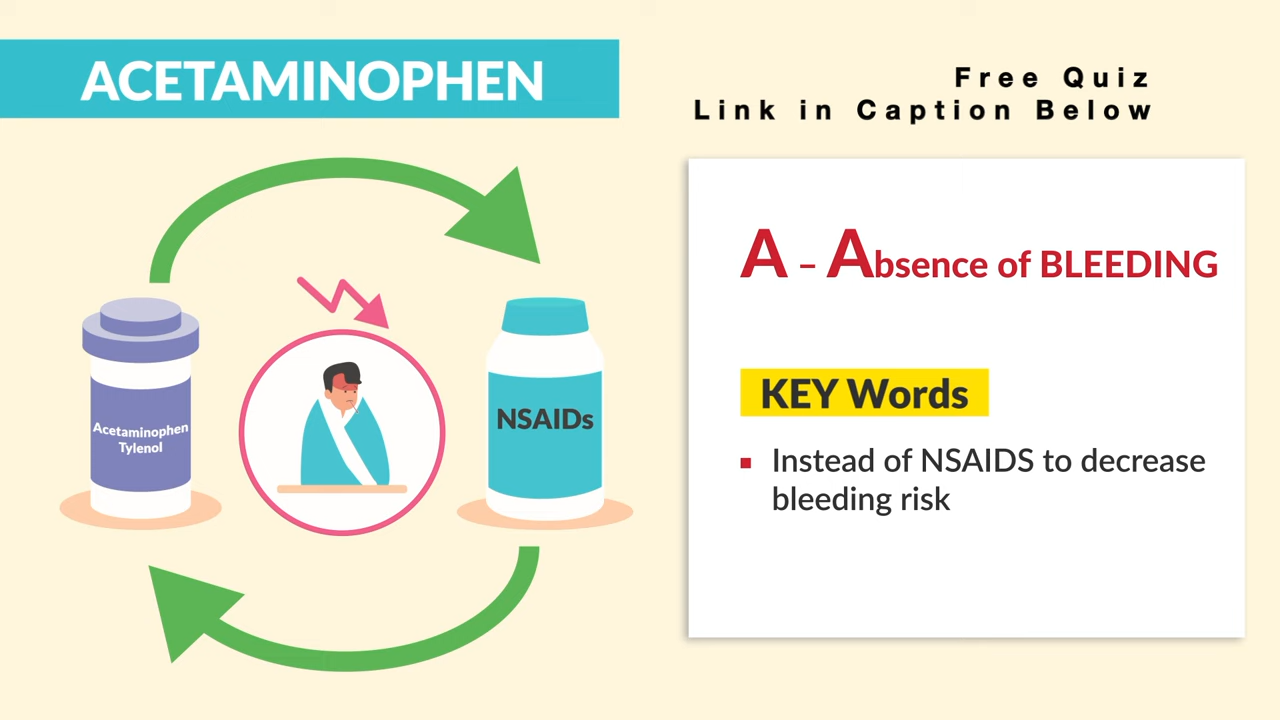 ACETAMINOPHEN
Free Quiz
Link in Caption Below
A – Absence of BLEEDING
KEY Words
▪ Instead of NSAIDS to decrease
bleeding risk
Acetaminophen
Tylenol
NSAIDs